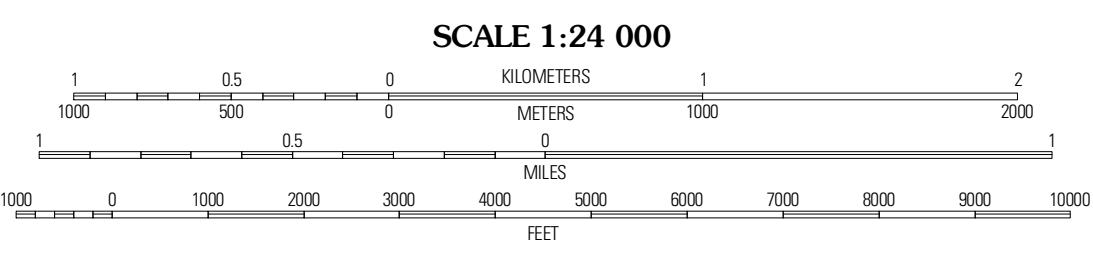 SCALE 1:24 000
1 0.5 0 KILOMETERS 1 2
1000 500 0 METERS 1000 2000
1 0.5 0 1
MILES
1000 0 1000 2000 3000 4000 5000 6000 7000 8000 9000 10000
FEET